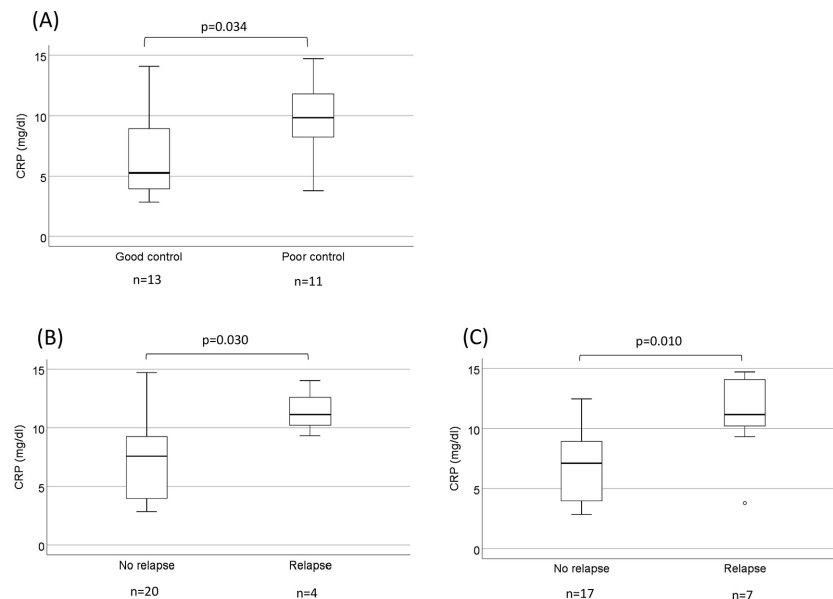 (A)
p=0.034
15
10
5
0
CRP (mg/dl)
Good control
Poor control
n=13
n=11
(B)
p=0.030
15
10
5
0
CRP (mg/dl)
No relapse
Relapse
n=20
n=4
(C)
p=0.010
15
10
5
0
CRP (mg/dl)
No relapse
Relapse
n=17
n=7